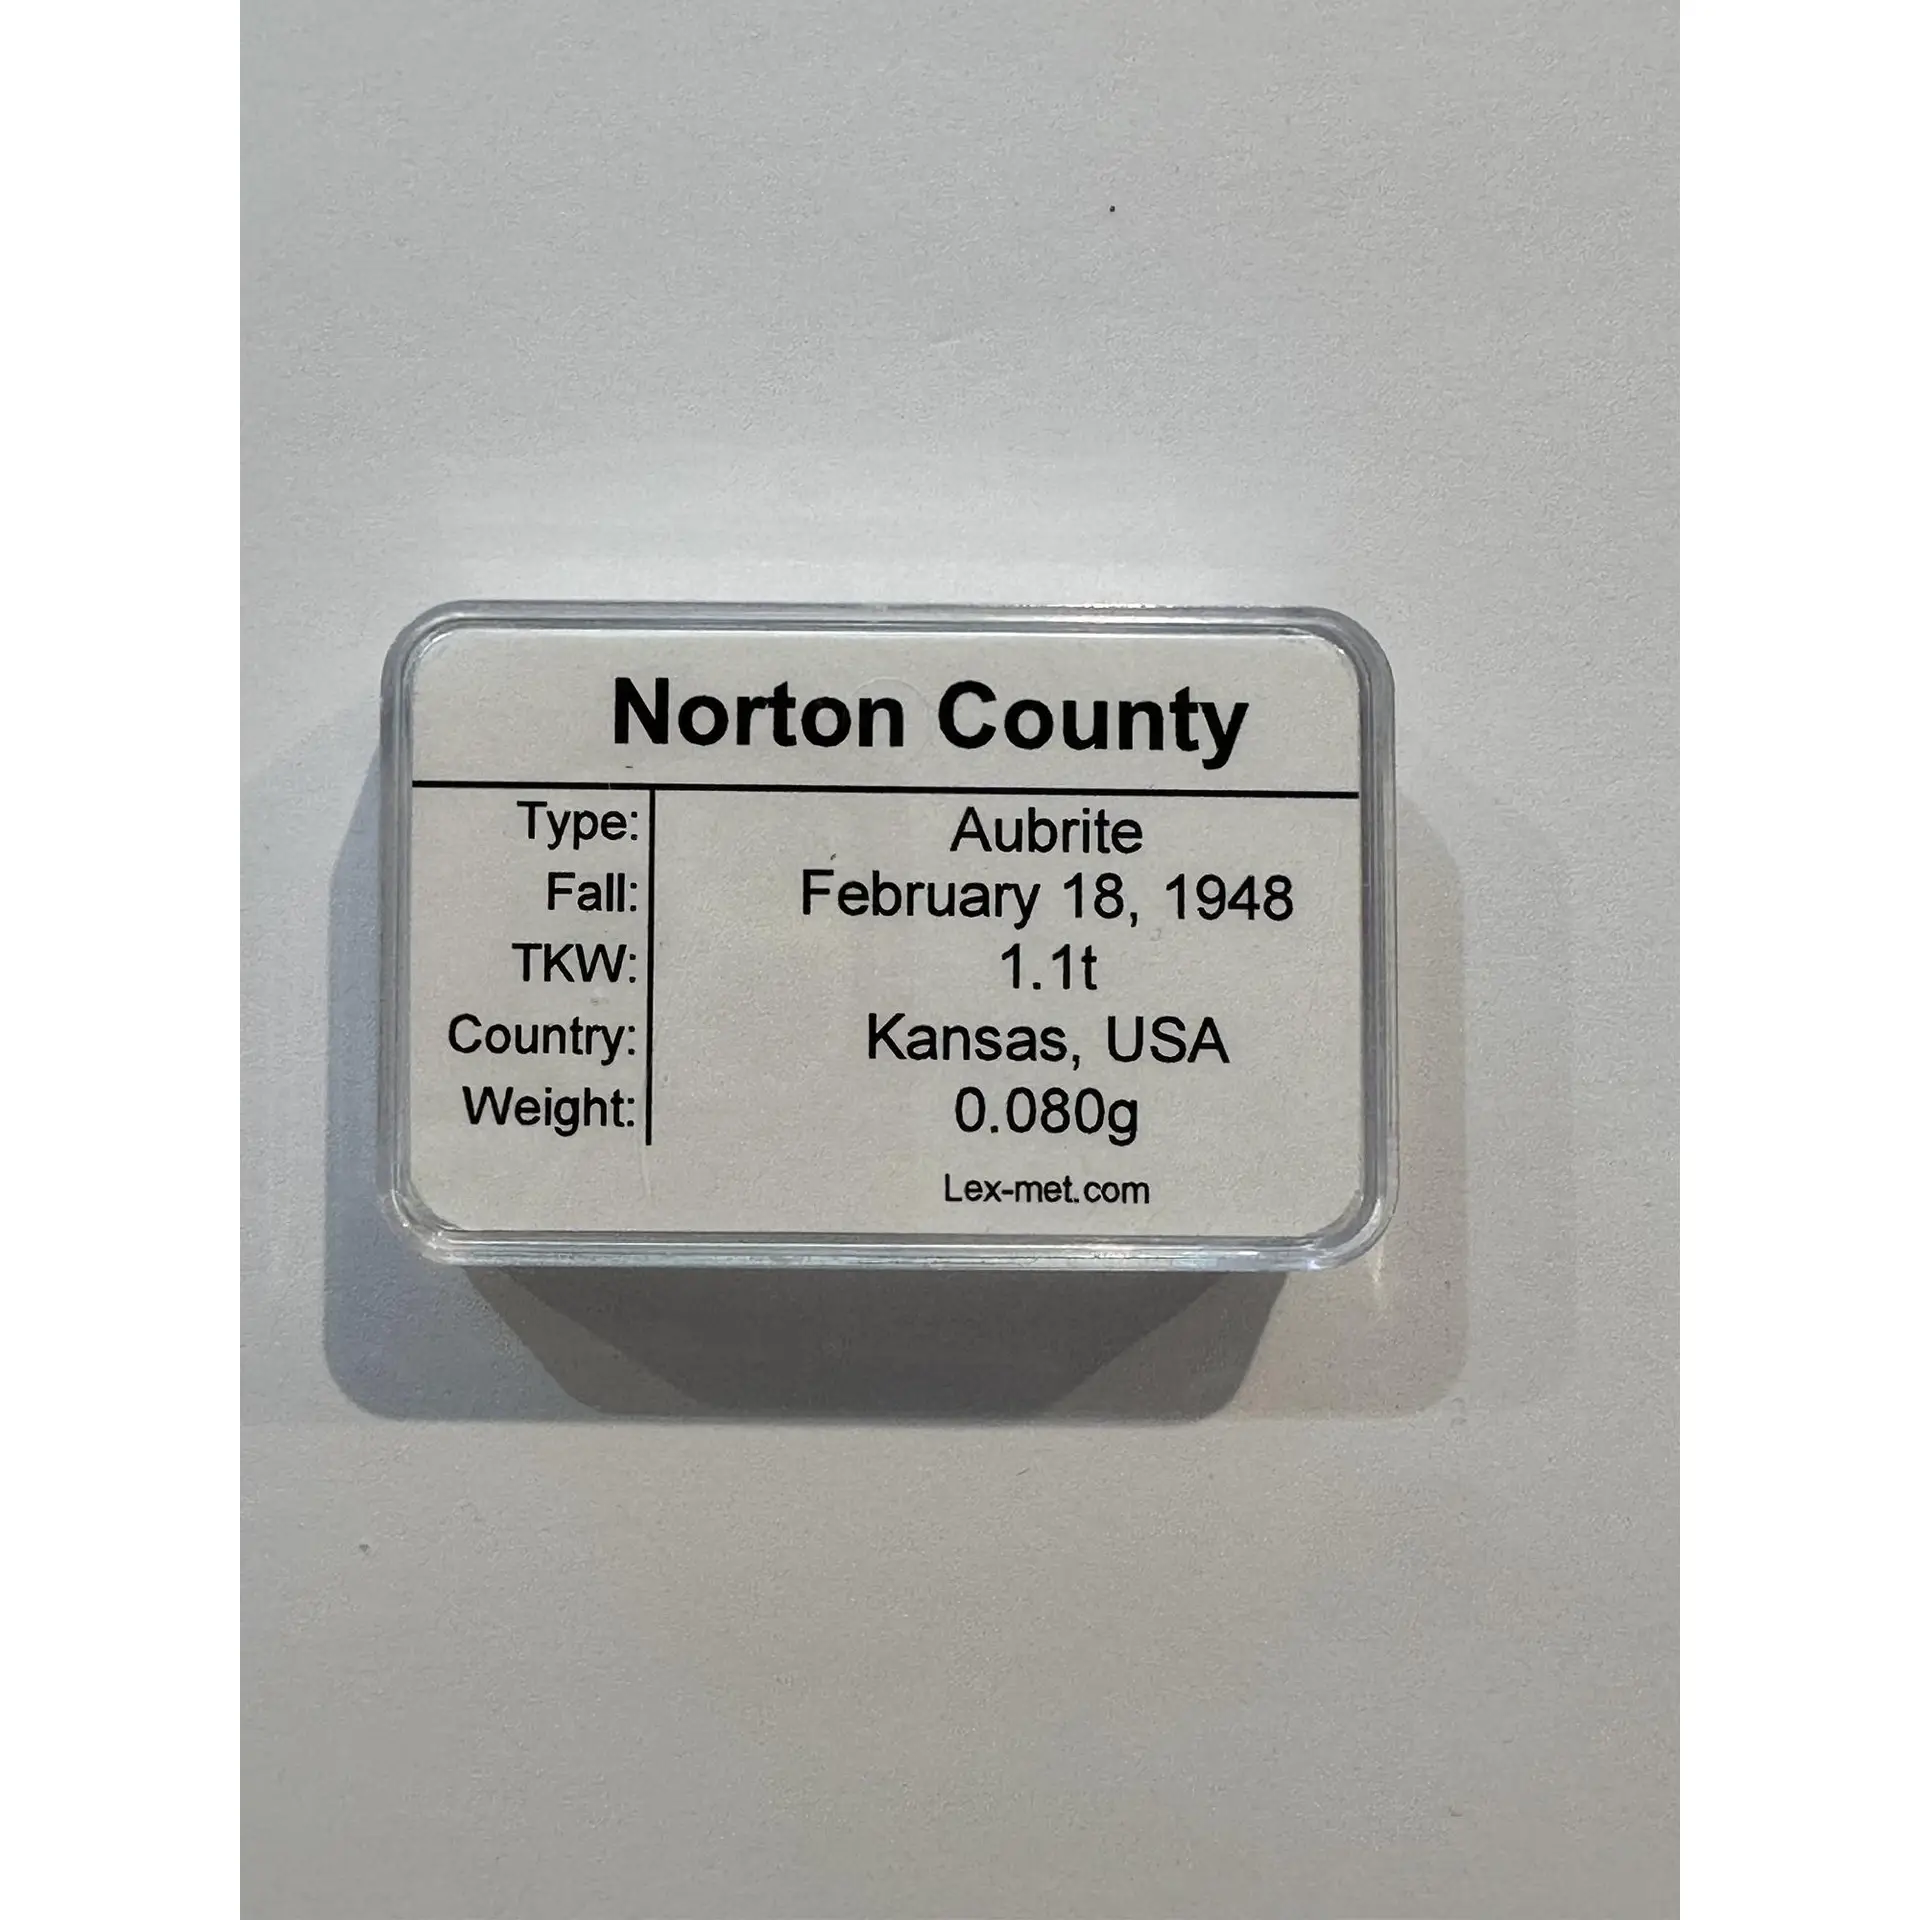 Norton County
Type: Aubrite
Fall: February 18, 1948
TKW: 1.1t
Country: Kansas, USA
Weight: 0.080g
Lex-met.com